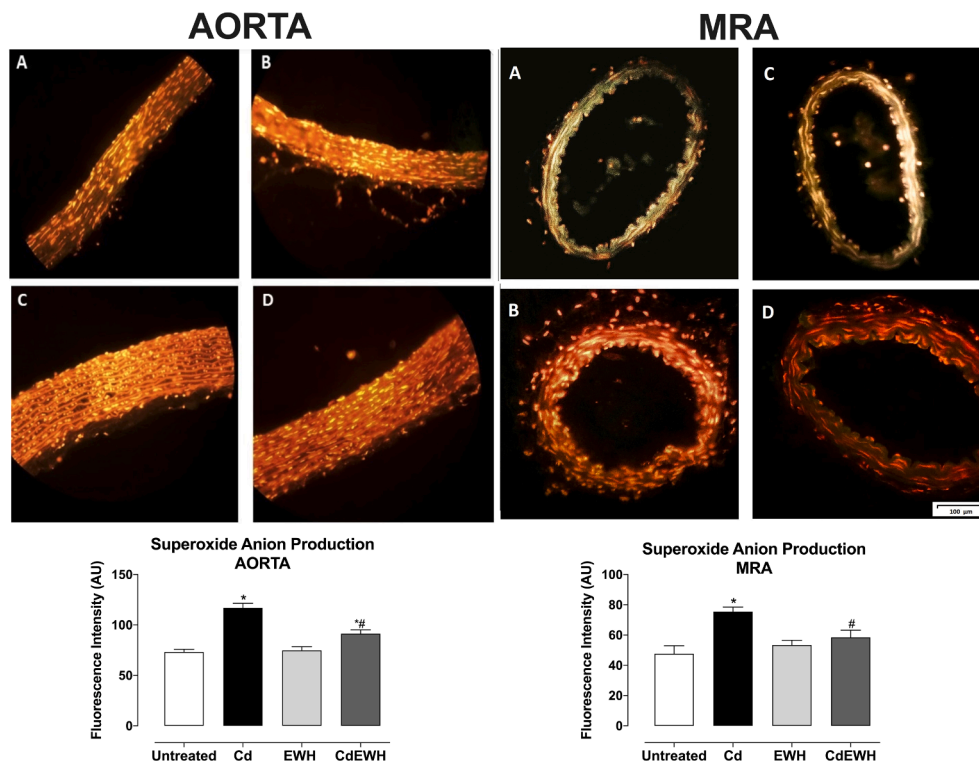 AORTA
MRA
A
B
A
C
C
D
B
D
100 µm
Superoxide Anion Production
AORTA
Fluorescence Intensity (AU)
150
100
50
0
*
*#
Untreated
Cd
EWH
CdEWH
Superoxide Anion Production
MRA
Fluorescence Intensity (AU)
100
80
60
40
20
0
*
#
Untreated
Cd
EWH
CdEWH